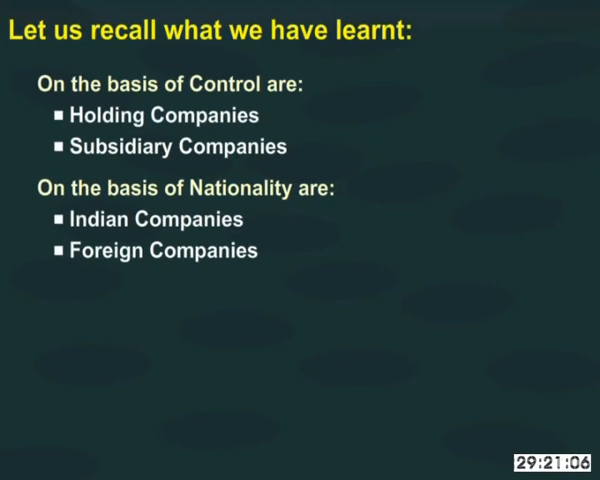 Let us recall what we have learnt:
On the basis of Control are:
▪ Holding Companies
▪ Subsidiary Companies
On the basis of Nationality are:
▪ Indian Companies
▪ Foreign Companies
29:21:06